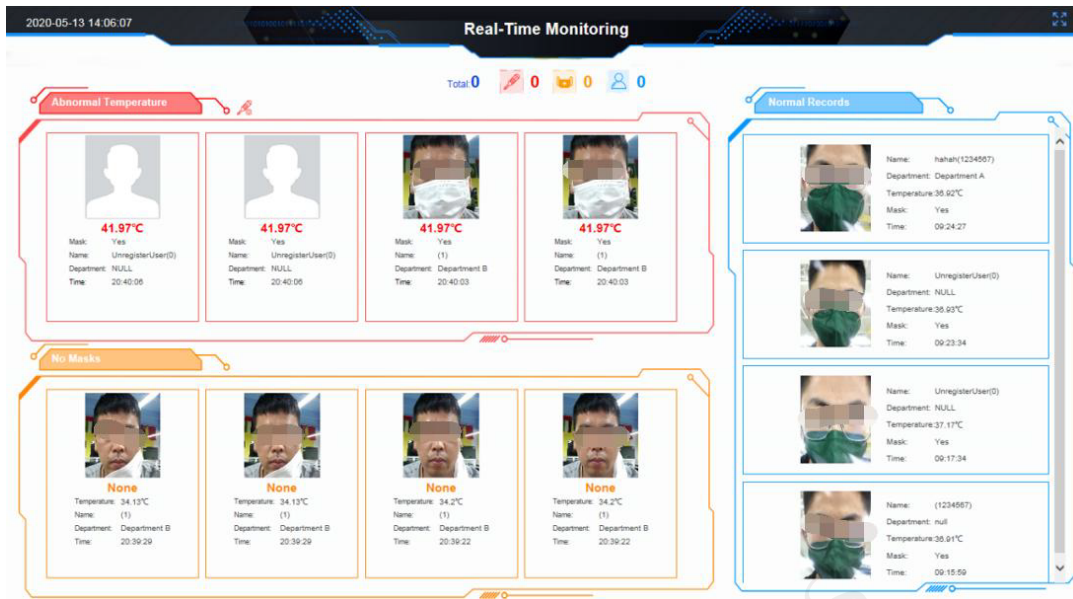 2020-05-13 14:06:07
Real-Time Monitoring
Total:0 0 0 0
Abnormal Temperature
41.97℃
Mask: Yes
Name: UnregisterUser(0)
Department: NULL
Time: 20:40:06
41.97℃
Mask: Yes
Name: UnregisterUser(0)
Department: NULL
Time: 20:40:06
41.97℃
Mask: Yes
Name: (1)
Department: Department B
Time: 20:40:03
41.97℃
Mask: Yes
Name: (1)
Department: Department B
Time: 20:40:03
No Masks
None
Temperature: 34.13℃
Name: (1)
Department: Department B
Time: 20:39:29
None
Temperature: 34.13℃
Name: (1)
Department: Department B
Time: 20:39:29
None
Temperature: 34.2℃
Name: (1)
Department: Department B
Time: 20:39:22
None
Temperature: 34.2℃
Name: (1)
Department: Department B
Time: 20:39:22
Normal Records
Name: hahah(1234567)
Department: Department A
Temperature:36.92℃
Mask: Yes
Time: 09:24:27
Name: UnregisterUser(0)
Department: NULL
Temperature:36.93℃
Mask: Yes
Time: 09:23:34
Name: UnregisterUser(0)
Department: NULL
Temperature:37.17℃
Mask: Yes
Time: 09:17:34
Name: (1234567)
Department: null
Temperature:36.91℃
Mask: Yes
Time: 09:15:59